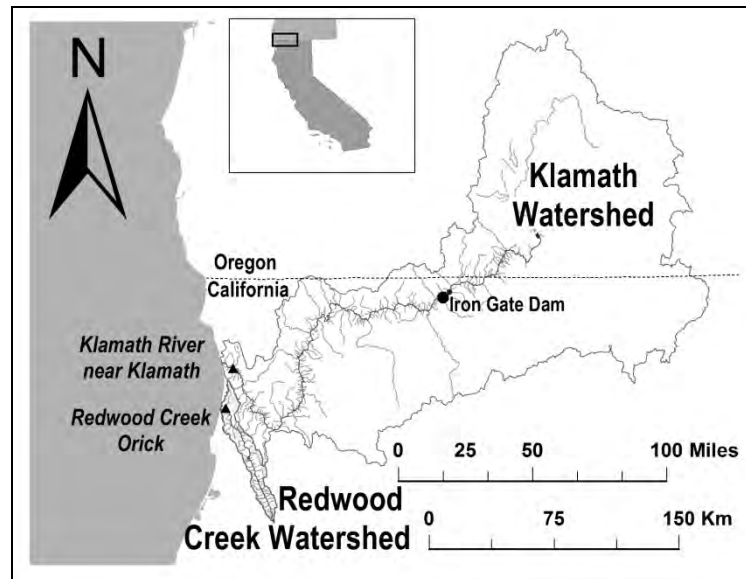 N
Klamath
Watershed
Oregon
California
Iron Gate Dam
Klamath River
near Klamath
Redwood Creek
Orick
0 25 50 100 Miles
Redwood
Creek Watershed
0 75 150 Km